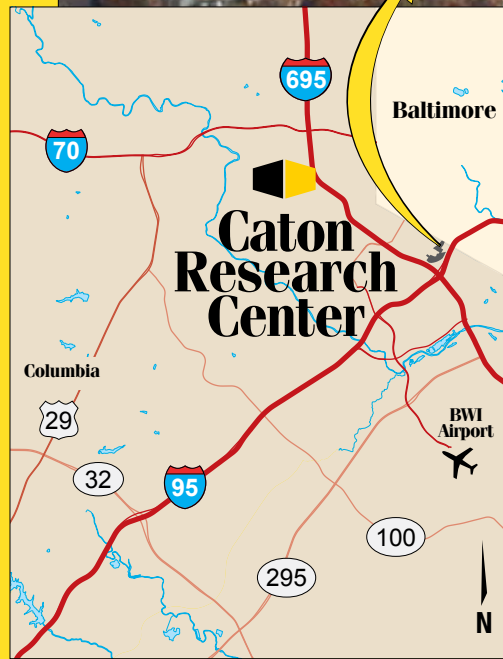 695
Baltimore
70
Caton
Research
Center
Columbia
29
BWI
Airport
32
95
100
295
N